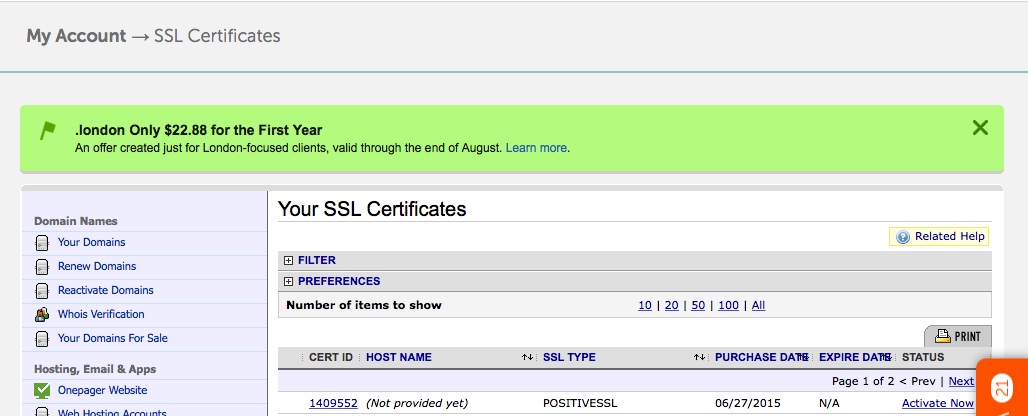 My Account → SSL Certificates
.london Only $22.88 for the First Year
An offer created just for London-focused clients, valid through the end of August. Learn more.
Domain Names
Your Domains
Renew Domains
Reactivate Domains
Whois Verification
Your Domains For Sale
Hosting, Email & Apps
Onepager Website
Web Hosting Accounts
Your SSL Certificates
Related Help
FILTER
PREFERENCES
Number of items to show 10 | 20 | 50 | 100 | All
PRINT
CERT ID HOST NAME SSL TYPE PURCHASE DATE EXPIRE DATE STATUS
Page 1 of 2 < Prev | Next
1409552 (Not provided yet) POSITIVESSL 06/27/2015 N/A Activate Now
21